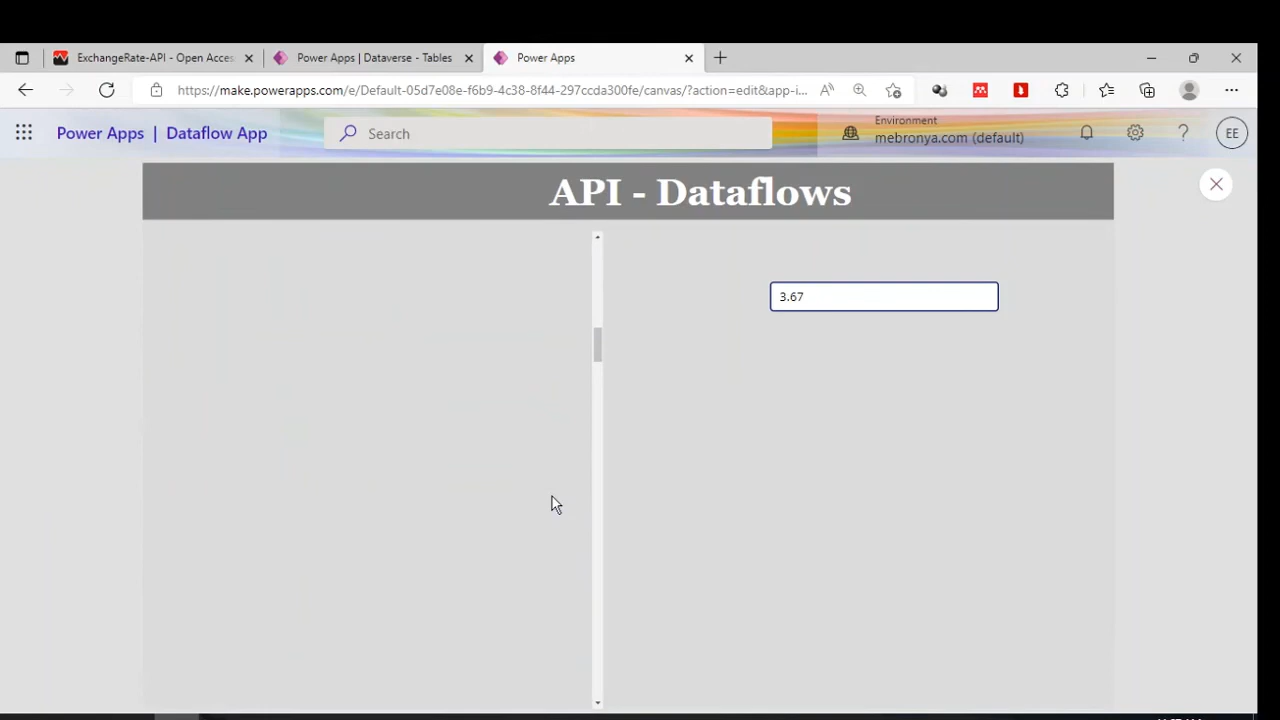 ExchangeRate-API - Open Acces
Power Apps | Dataverse - Tables
Power Apps
https://make.powerapps.com/e/Default-05d7e08e-f6b9-4c38-8f44-297ccda300fe/canvas/?action=edit&app-i...
Power Apps | Dataflow App
Search
Environment
mebronya.com (default)
EE
API - Dataflows
3.67